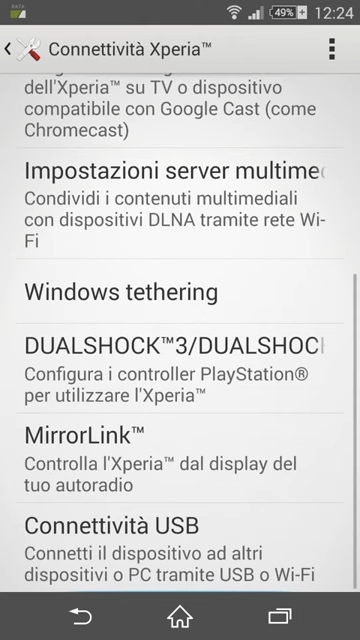 DATA
49%
12:24
Connettività Xperia™
dell'Xperia™ su TV o dispositivo
compatibile con Google Cast (come
Chromecast)
Impostazioni server multime
Condividi i contenuti multimediali
con dispositivi DLNA tramite rete Wi-
Fi
Windows tethering
DUALSHOCK™3/DUALSHOC
Configura i controller PlayStation®
per utilizzare l'Xperia™
MirrorLink™
Controlla l'Xperia™ dal display del
tuo autoradio
Connettività USB
Connetti il dispositivo ad altri
dispositivi o PC tramite USB o Wi-Fi